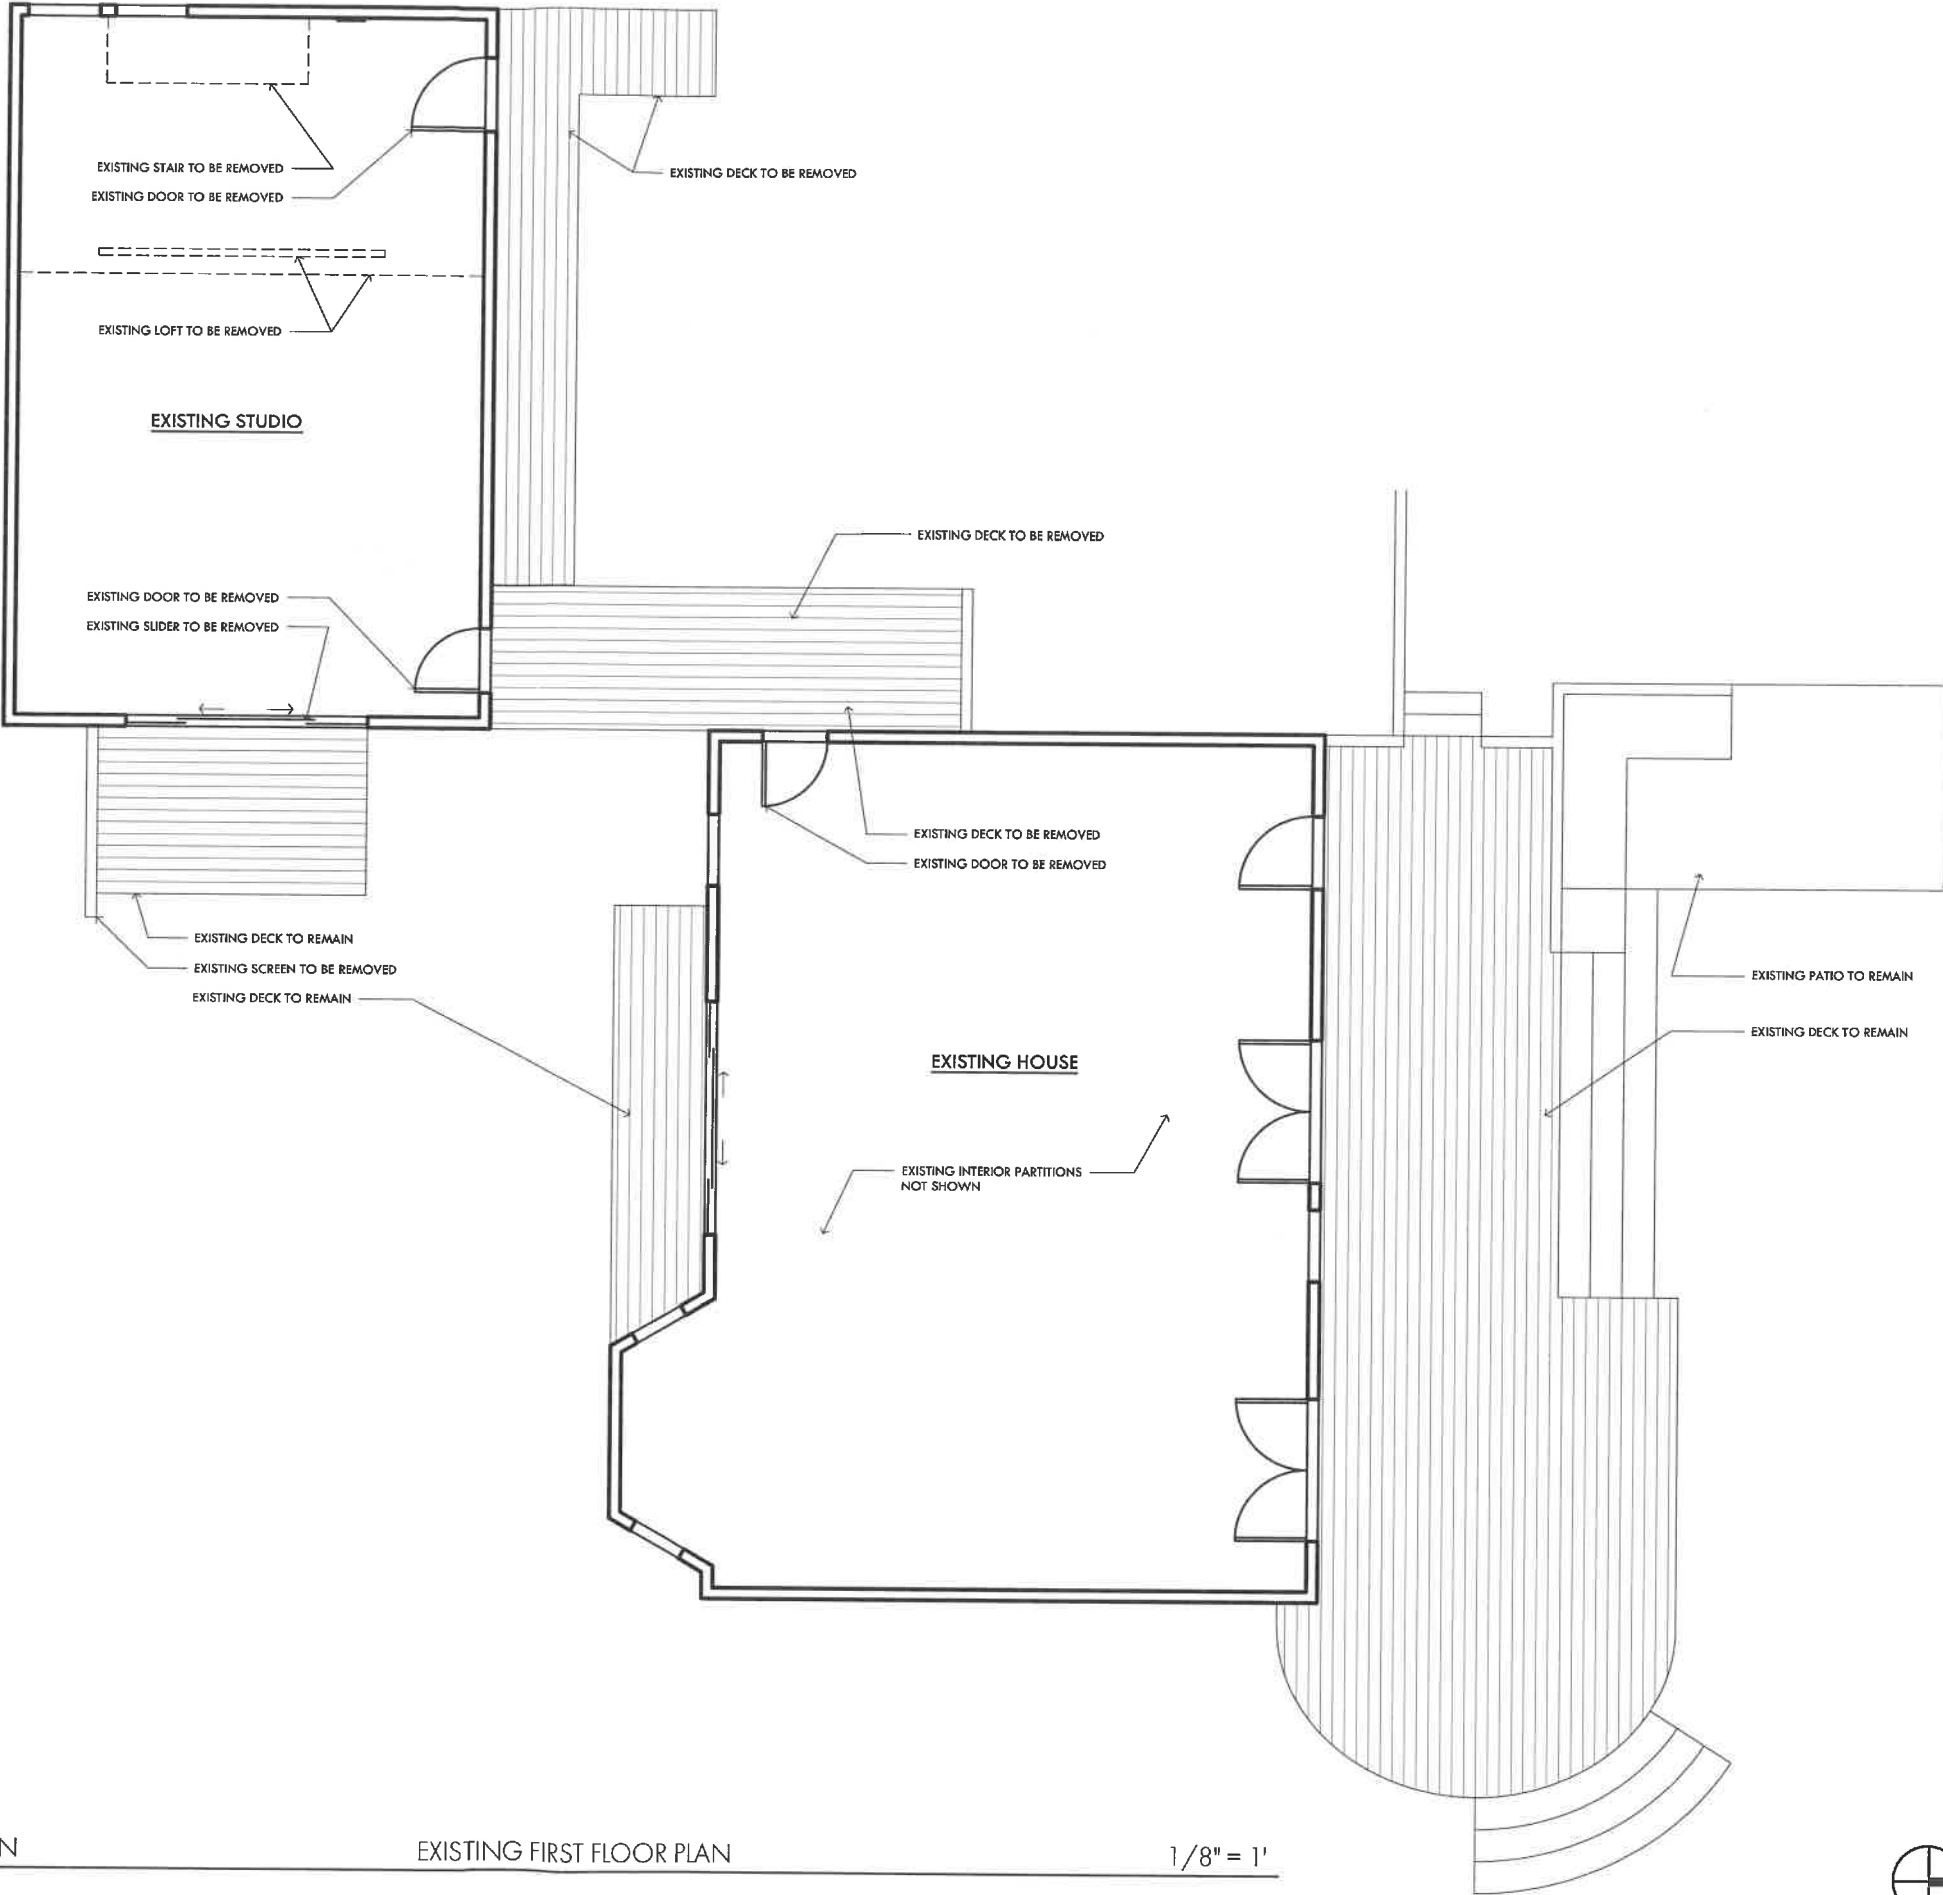 EXISTING STAIR TO BE REMOVED
EXISTING DOOR TO BE REMOVED
EXISTING DECK TO BE REMOVED
EXISTING LOFT TO BE REMOVED
EXISTING STUDIO
EXISTING DECK TO BE REMOVED
EXISTING DOOR TO BE REMOVED
EXISTING SLIDER TO BE REMOVED
EXISTING DECK TO BE REMOVED
EXISTING DOOR TO BE REMOVED
EXISTING DECK TO REMAIN
EXISTING SCREEN TO BE REMOVED
EXISTING DECK TO REMAIN
EXISTING PATIO TO REMAIN
EXISTING DECK TO REMAIN
EXISTING HOUSE
EXISTING INTERIOR PARTITIONS
NOT SHOWN
N
EXISTING FIRST FLOOR PLAN
1/8" = 1'